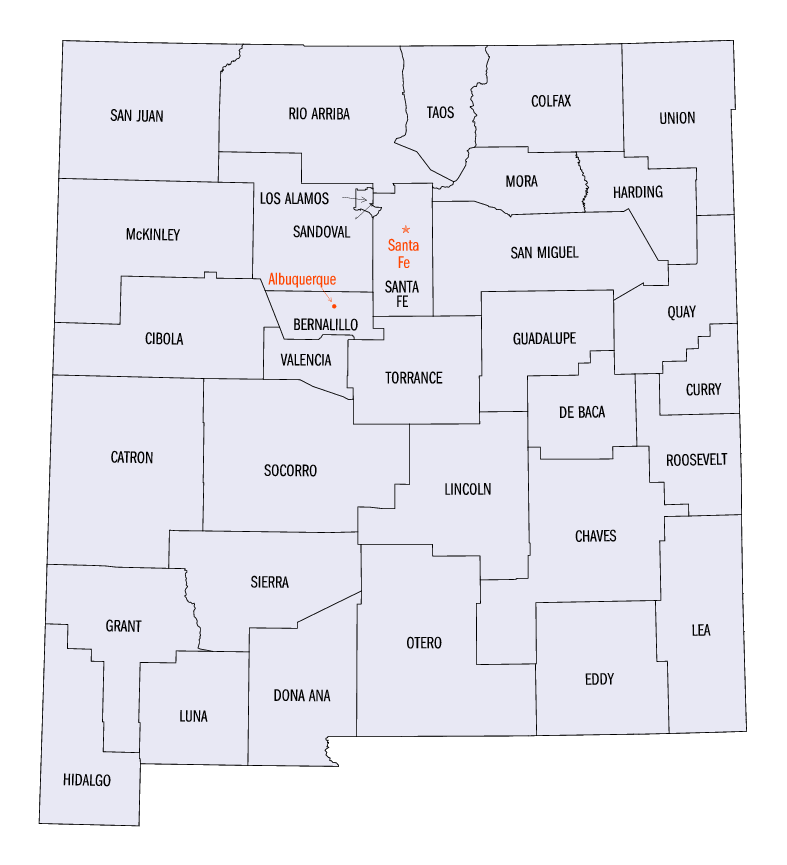 COLFAX
SAN JUAN
RIO ARRIBA
TAOS
UNION
MORA
HARDING
LOS ALAMOS
McKINLEY
SANDOVAL
Santa
Fe
SAN MIGUEL
Albuquerque
SANTA
FE
QUAY
BERNALILLO
CIBOLA
GUADALUPE
VALENCIA
TORRANCE
CURRY
DE BACA
CATRON
SOCORRO
ROOSEVELT
LINCOLN
CHAVES
SIERRA
GRANT
OTERO
LEA
EDDY
DONA ANA
LUNA
HIDALGO